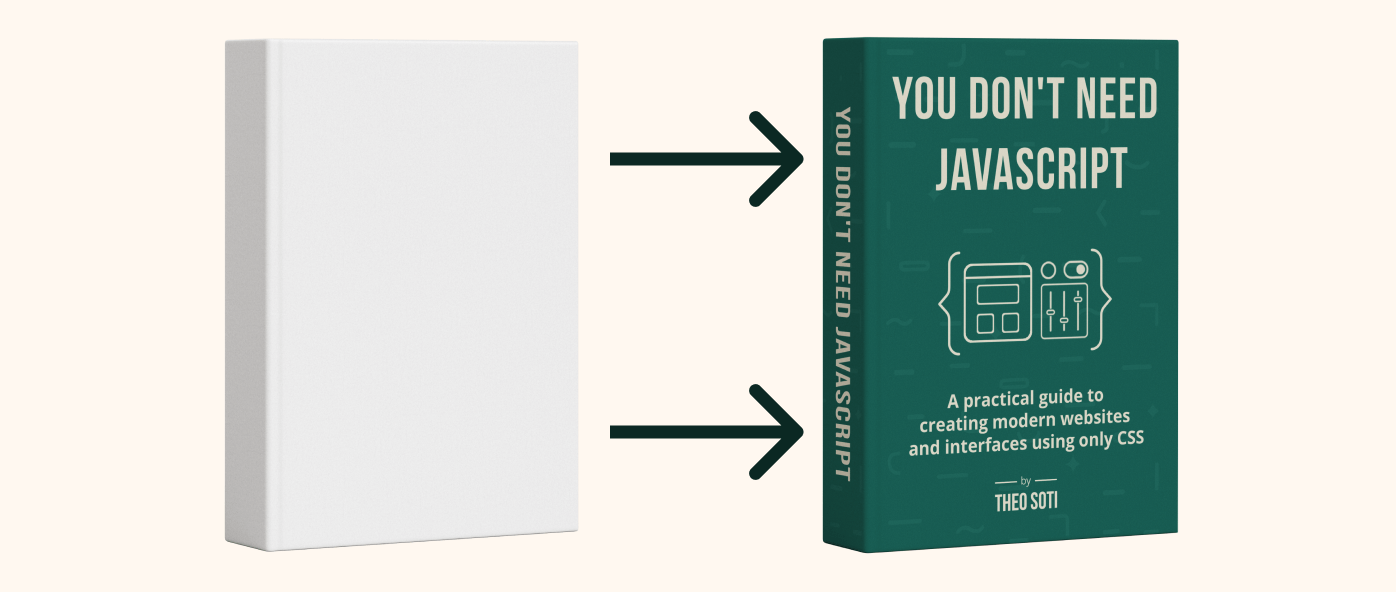 YOU DON'T NEED JAVASCRIPT
YOU DON'T NEED
JAVASCRIPT
A practical guide to
creating modern websites
and interfaces using only CSS
by
THEO SOTI